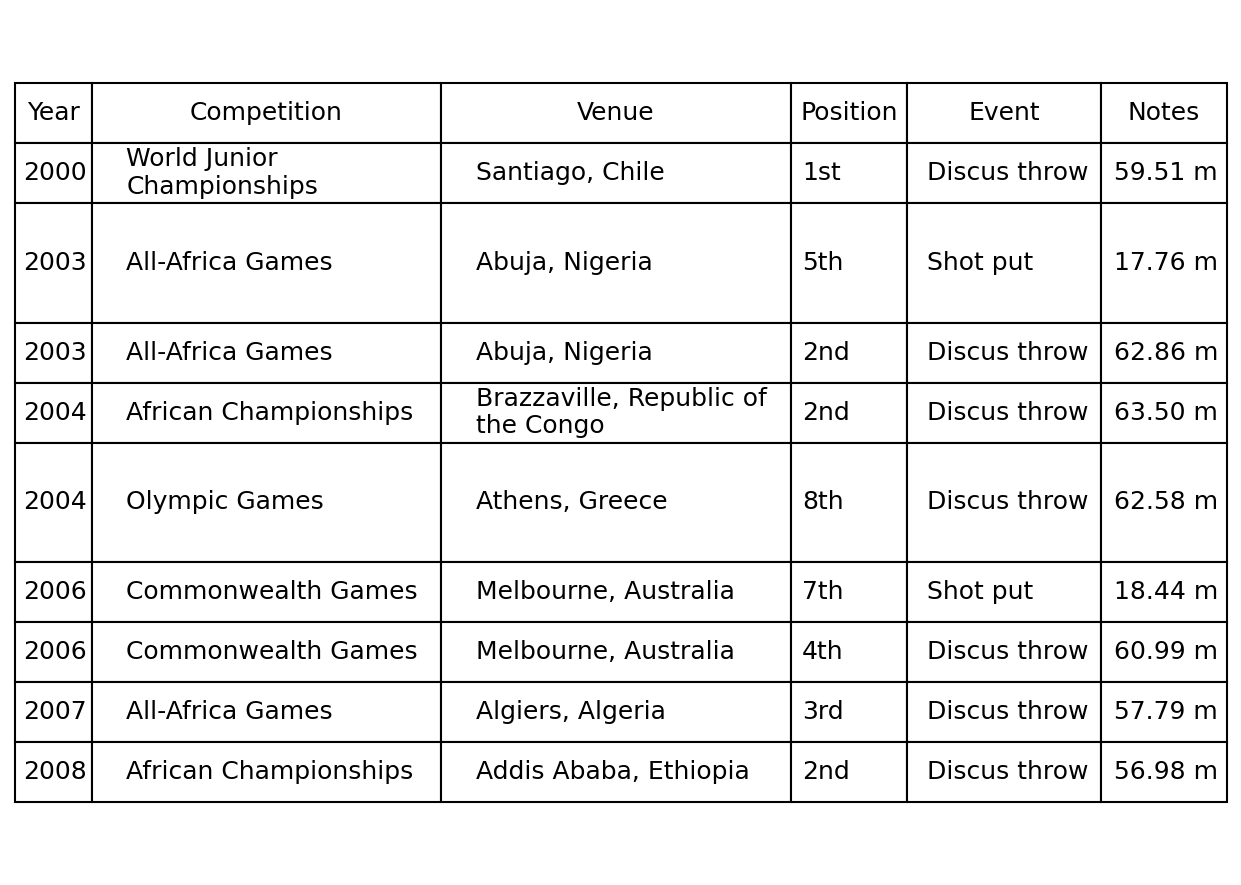 Year Competition Venue Position Event Notes
2000 World Junior Championships Santiago, Chile 1st Discus throw 59.51 m
2003 All-Africa Games Abuja, Nigeria 5th Shot put 17.76 m
2003 All-Africa Games Abuja, Nigeria 2nd Discus throw 62.86 m
2004 African Championships Brazzaville, Republic of the Congo 2nd Discus throw 63.50 m
2004 Olympic Games Athens, Greece 8th Discus throw 62.58 m
2006 Commonwealth Games Melbourne, Australia 7th Shot put 18.44 m
2006 Commonwealth Games Melbourne, Australia 4th Discus throw 60.99 m
2007 All-Africa Games Algiers, Algeria 3rd Discus throw 57.79 m
2008 African Championships Addis Ababa, Ethiopia 2nd Discus throw 56.98 m